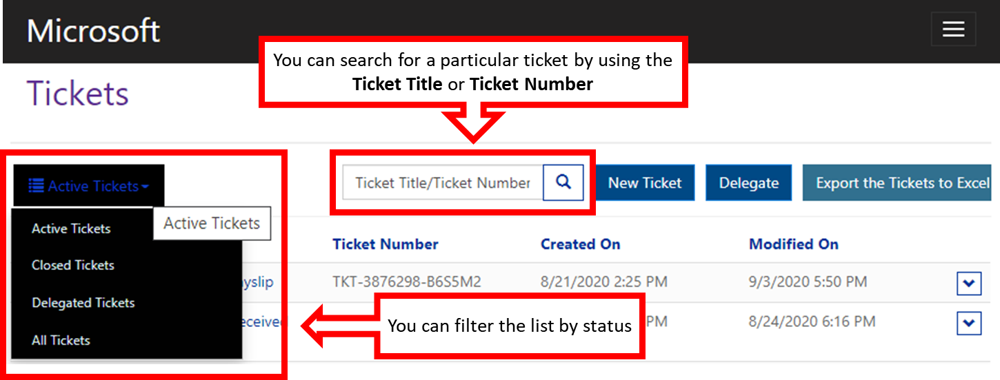 Microsoft
You can search for a particular ticket by using the
Ticket Title or Ticket Number
Tickets
Active Tickets
Ticket Title/Ticket Number
New Ticket
Delegate
Export the Tickets to Excel
Active Tickets
Active Tickets
Closed Tickets
Delegated Tickets
All Tickets
Ticket Number
Created On
Modified On
TKT-3876298-B6S5M2
8/21/2020 2:25 PM
9/3/2020 5:50 PM
You can filter the list by status
PM
8/24/2020 6:16 PM